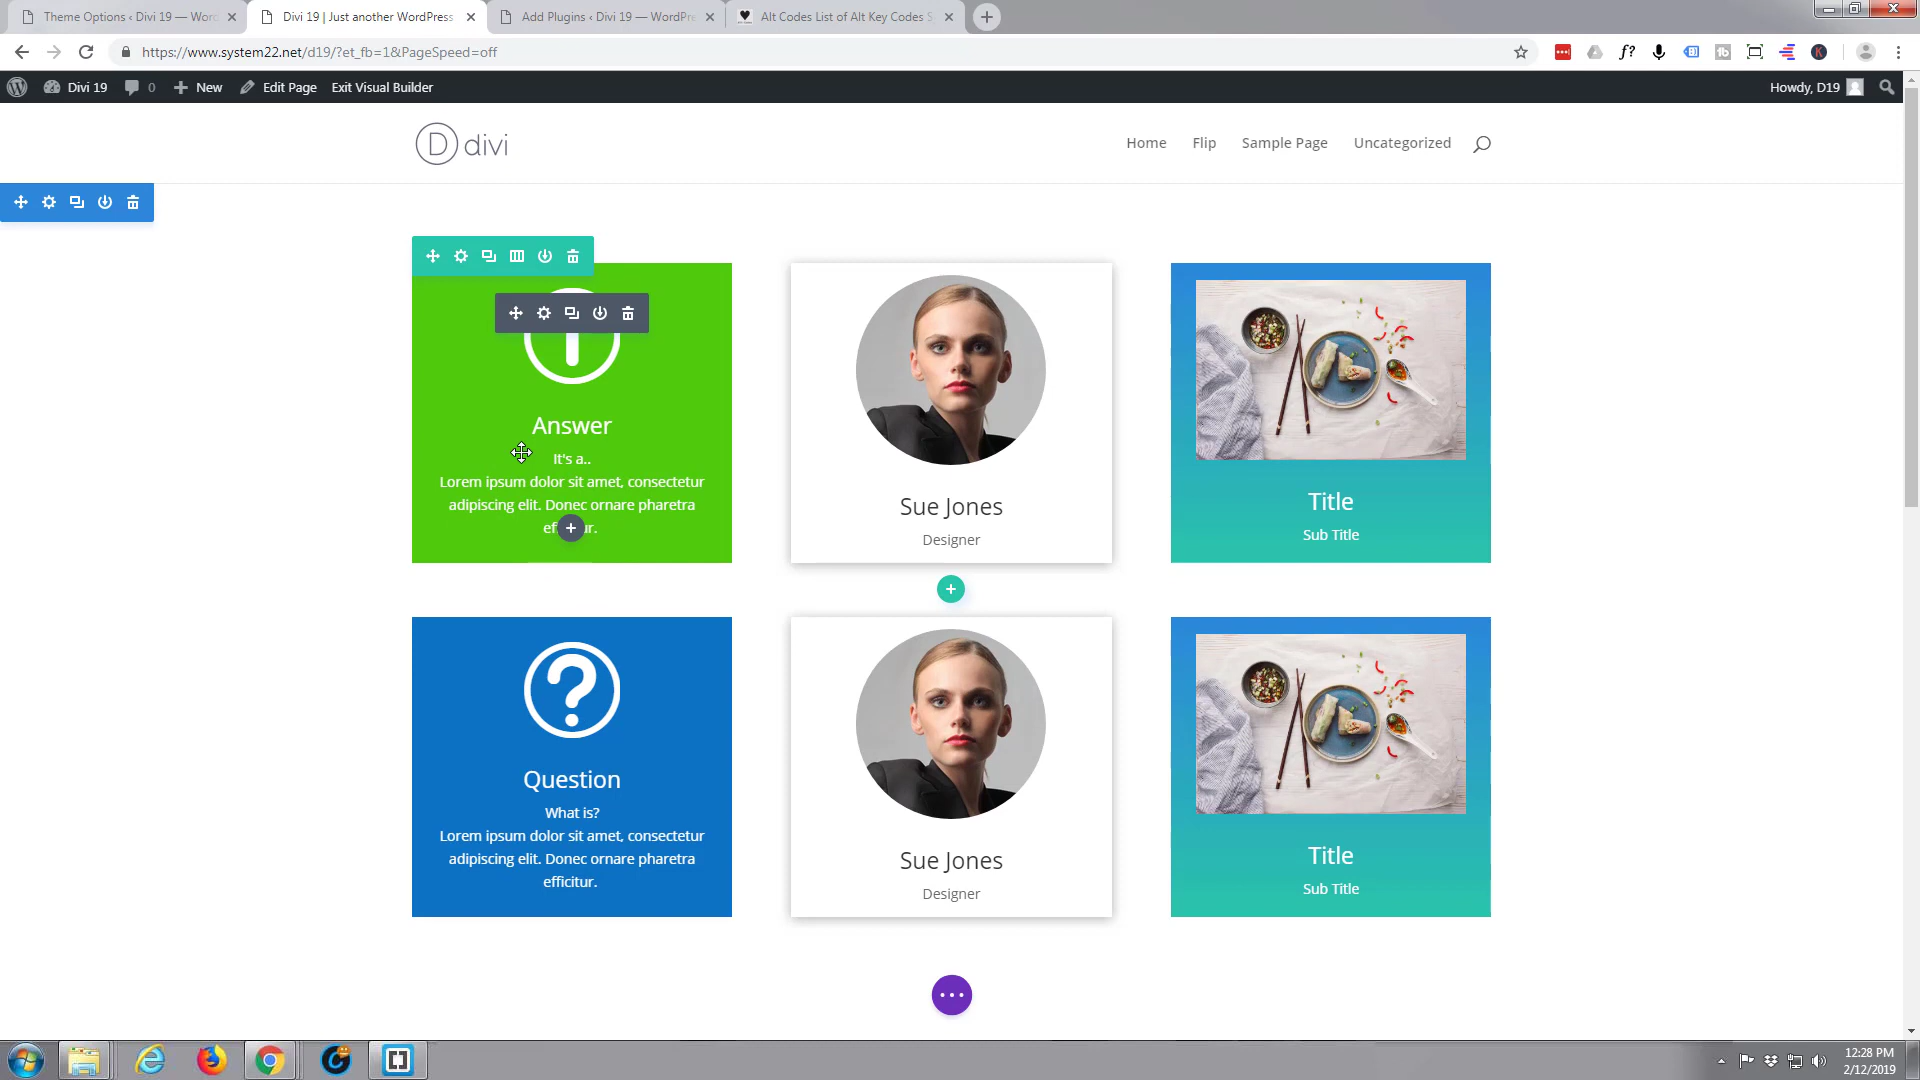 Theme Options ‹ Divi 19 — Wor
Divi 19 | Just another WordPress
Add Plugins ‹ Divi 19 — WordPre
Alt Codes List of Alt Key Codes S
https://www.system22.net/d19/?et_fb=1&PageSpeed=off
Divi 19
0
New
Edit Page
Exit Visual Builder
Howdy, D19
D divi
Home
Flip
Sample Page
Uncategorized
Answer
It's a..
Lorem ipsum dolor sit amet, consectetur
adipiscing elit. Donec ornare pharetra
Sue Jones
Designer
Title
Sub Title
Question
What is?
Lorem ipsum dolor sit amet, consectetur
adipiscing elit. Donec ornare pharetra
efficitur.
Sue Jones
Designer
Title
Sub Title
12:28 PM
2/12/2019